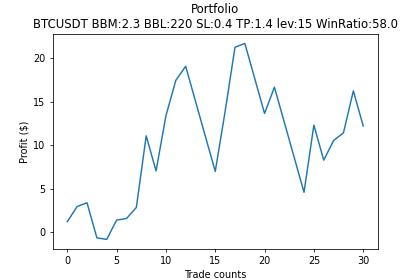 Portfolio
BTCUSDT BBM:2.3 BBL:220 SL:0.4 TP:1.4 lev:15 WinRatio:58.0
Profit ($)
20
15
10
5
0
0 5 10 15 20 25 30
Trade counts